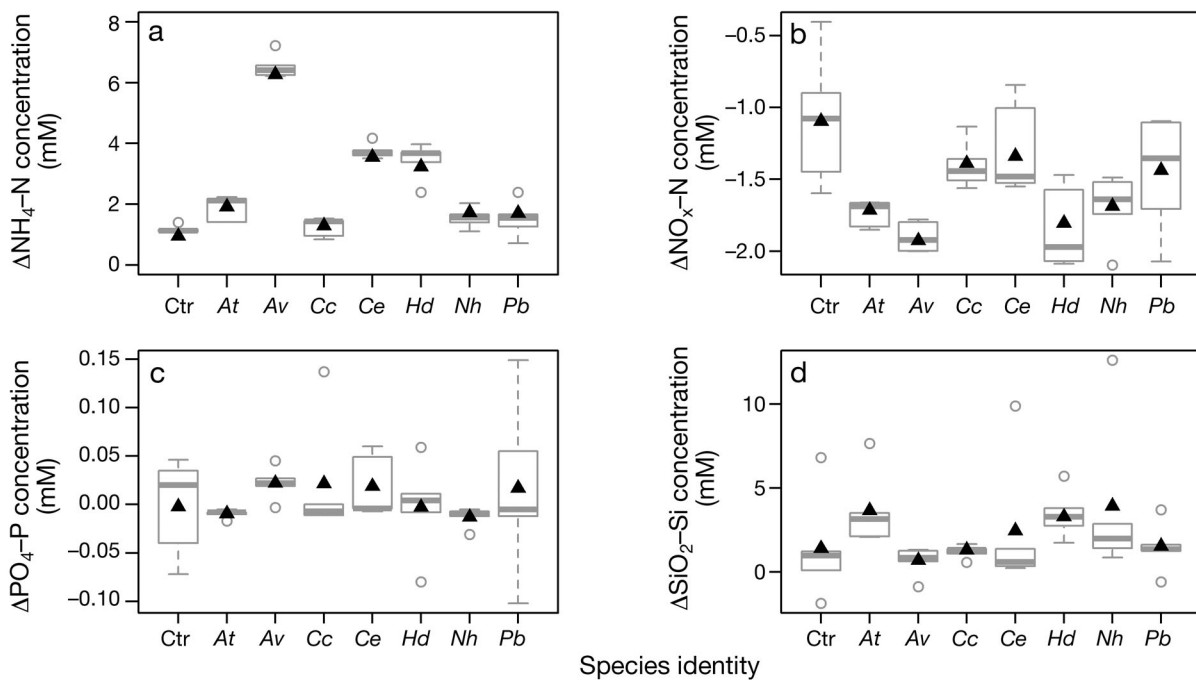 a
ΔNH₄–N concentration
(mM)
8
6
4
2
0
Ctr At Av Cc Ce Hd Nh Pb
b
ΔNOₓ–N concentration
(mM)
−0.5
−1.0
−1.5
−2.0
Ctr At Av Cc Ce Hd Nh Pb
c
ΔPO₄–P concentration
(mM)
0.15
0.10
0.05
0.00
−0.05
−0.10
Ctr At Av Cc Ce Hd Nh Pb
d
ΔSiO₂–Si concentration
(mM)
10
5
0
Ctr At Av Cc Ce Hd Nh Pb
Species identity